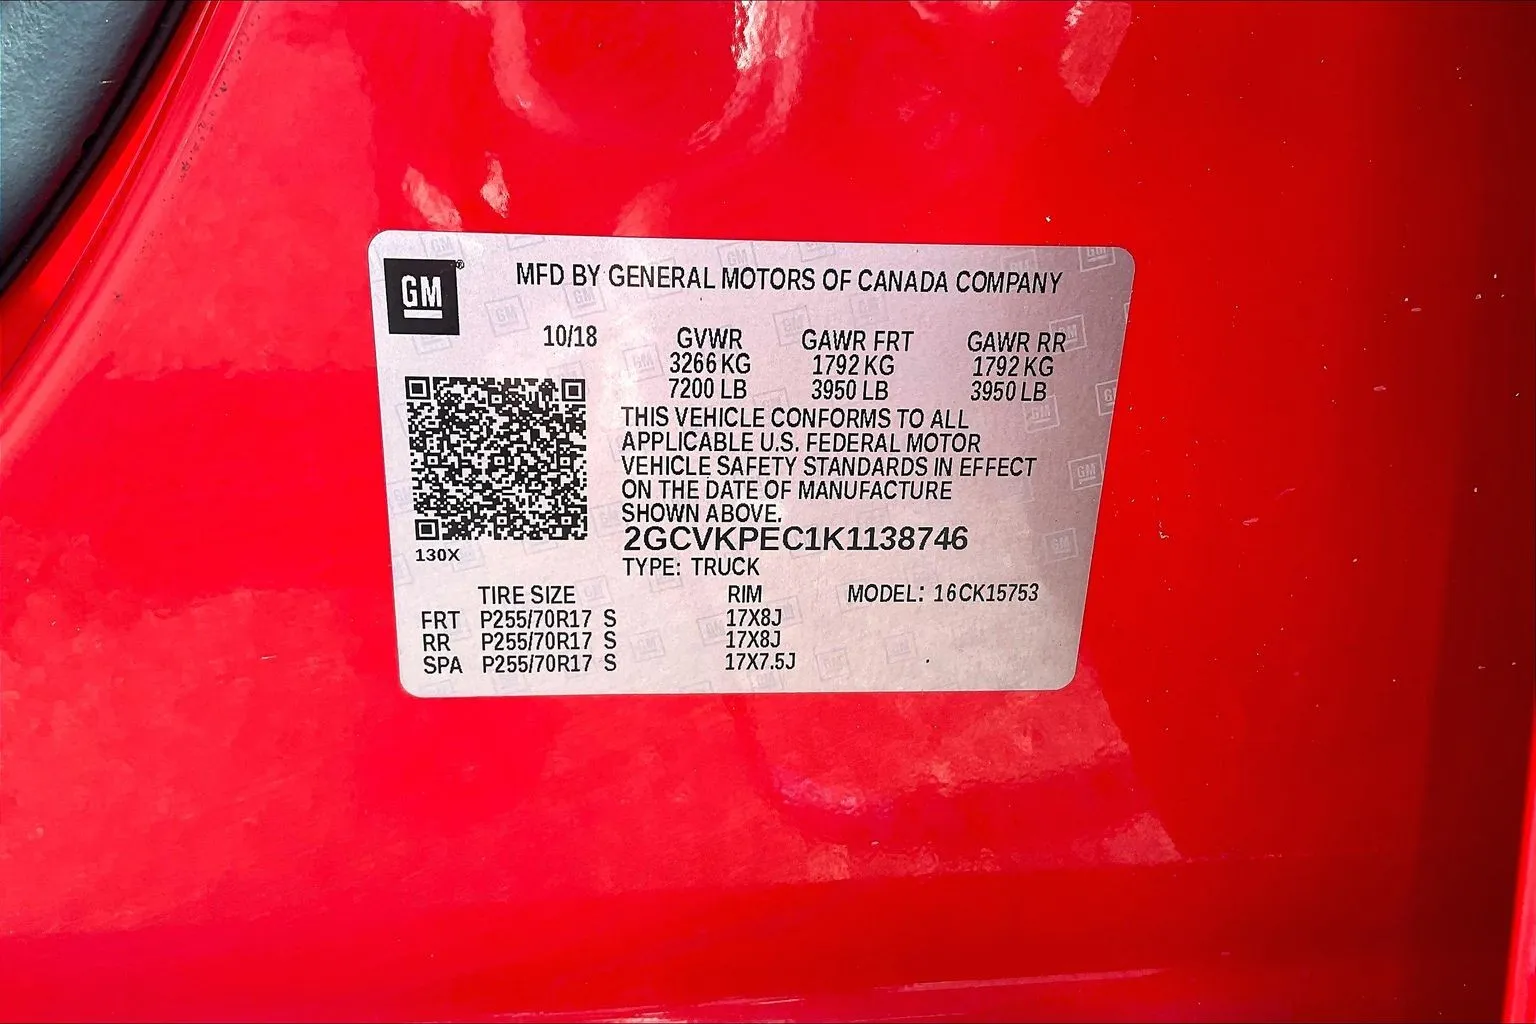 GM®
MFD BY GENERAL MOTORS OF CANADA COMPANY
10/18 GVWR GAWR FRT GAWR RR
3266 KG 1792 KG 1792 KG
7200 LB 3950 LB 3950 LB
THIS VEHICLE CONFORMS TO ALL
APPLICABLE U.S. FEDERAL MOTOR
VEHICLE SAFETY STANDARDS IN EFFECT
ON THE DATE OF MANUFACTURE
SHOWN ABOVE.
2GCVKPEC1K1138746
130X
TYPE: TRUCK
TIRE SIZE RIM MODEL: 16CK15753
FRT P255/70R17 S 17X8J
RR P255/70R17 S 17X8J
SPA P255/70R17 S 17X7.5J